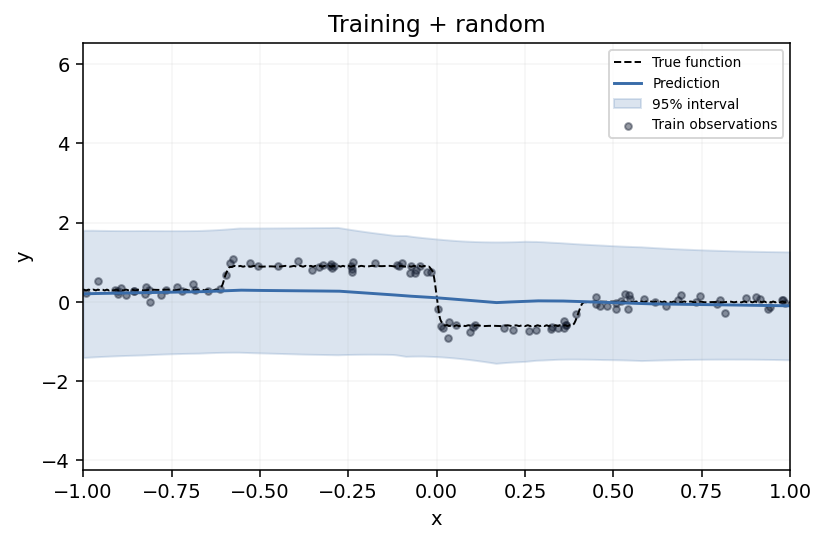 Training + random
True function
Prediction
95% interval
Train observations
6
4
2
0
−2
−4
y
−1.00 −0.75 −0.50 −0.25 0.00 0.25 0.50 0.75 1.00
x